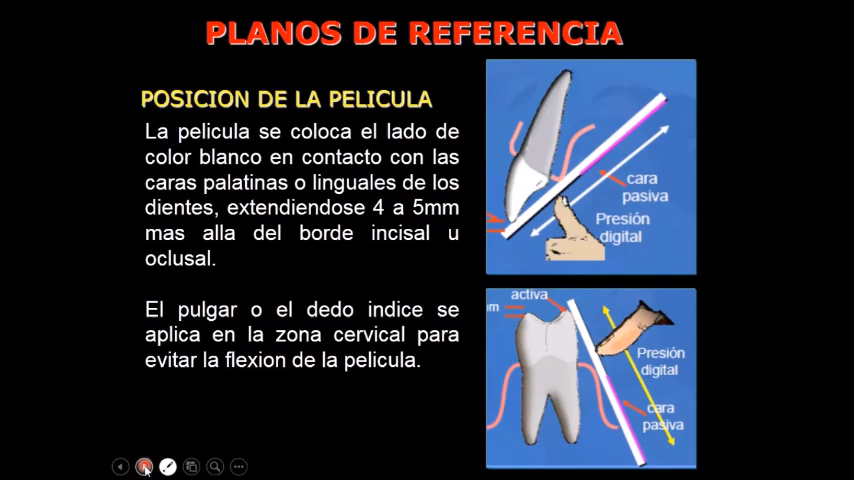 PLANOS DE REFERENCIA
POSICION DE LA PELICULA
La pelicula se coloca el lado de
color blanco en contacto con las
caras palatinas o linguales de los
dientes, extendiendose 4 a 5mm
mas alla del borde incisal u
oclusal.
El pulgar o el dedo indice se
aplica en la zona cervical para
evitar la flexion de la pelicula.
cara
pasiva
Presión
digital
activa
Presión
digital
cara
pasiva